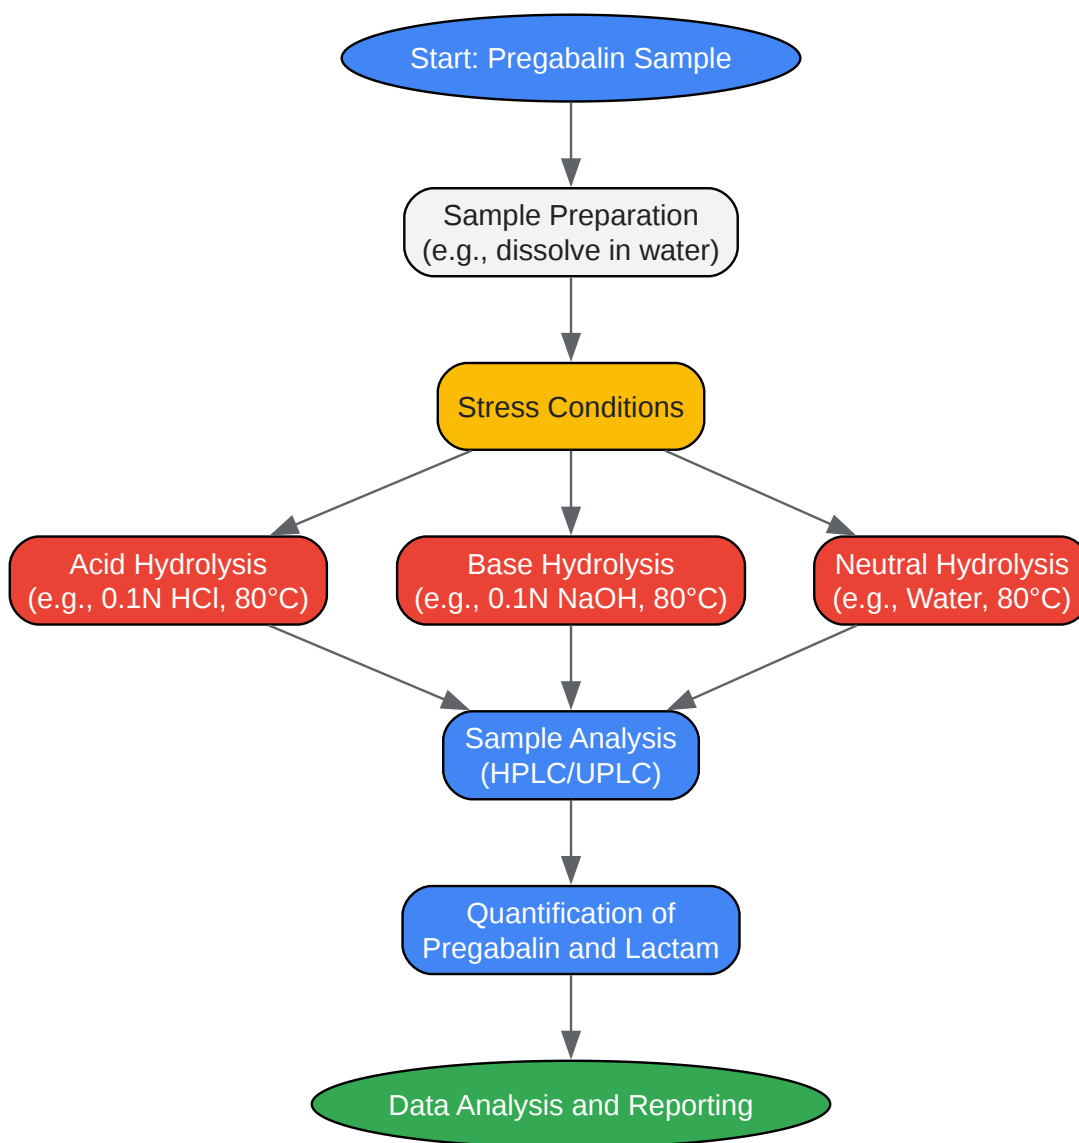 Start: Pregabalin Sample
Sample Preparation
(e.g., dissolve in water)
Stress Conditions
Acid Hydrolysis
(e.g., 0.1N HCl, 80°C)
Base Hydrolysis
(e.g., 0.1N NaOH, 80°C)
Neutral Hydrolysis
(e.g., Water, 80°C)
Sample Analysis
(HPLC/UPLC)
Quantification of
Pregabalin and Lactam
Data Analysis and Reporting